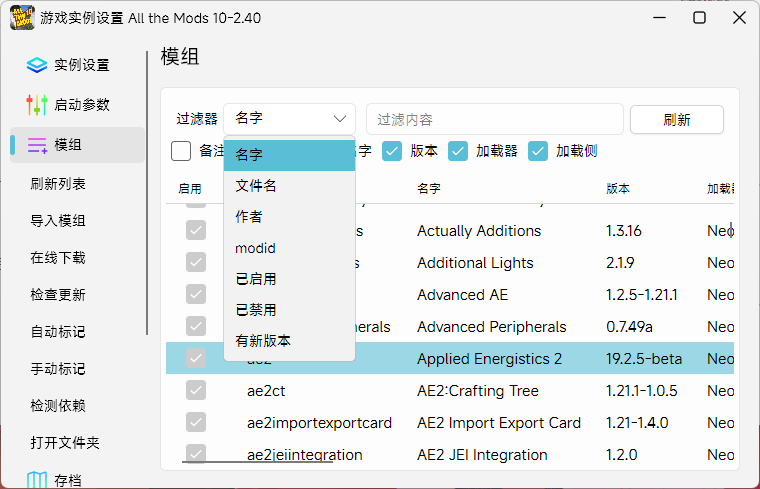 游戏实例设置 All the Mods 10-2.40
实例设置
启动参数
模组
刷新列表
导入模组
在线下载
检查更新
自动标记
手动标记
检测依赖
打开文件夹
存档
模组
过滤器 名字 过滤内容 刷新
名字
文件名
作者
modid
已启用
已禁用
有新版本
版本 加载器 加载侧
启用 名字 版本
Actually Additions 1.3.16 Neo
Additional Lights 2.1.9 Neo
Advanced AE 1.2.5-1.21.1 Neo
Advanced Peripherals 0.7.49a Neo
ae2 Applied Energistics 2 19.2.5-beta Neo
ae2ct AE2:Crafting Tree 1.21.1-1.0.5 Neo
ae2importexportcard AE2 Import Export Card 1.21-1.4.0 Neo
ae2jeiintegration AE2 JEI Integration 1.2.0 Neo